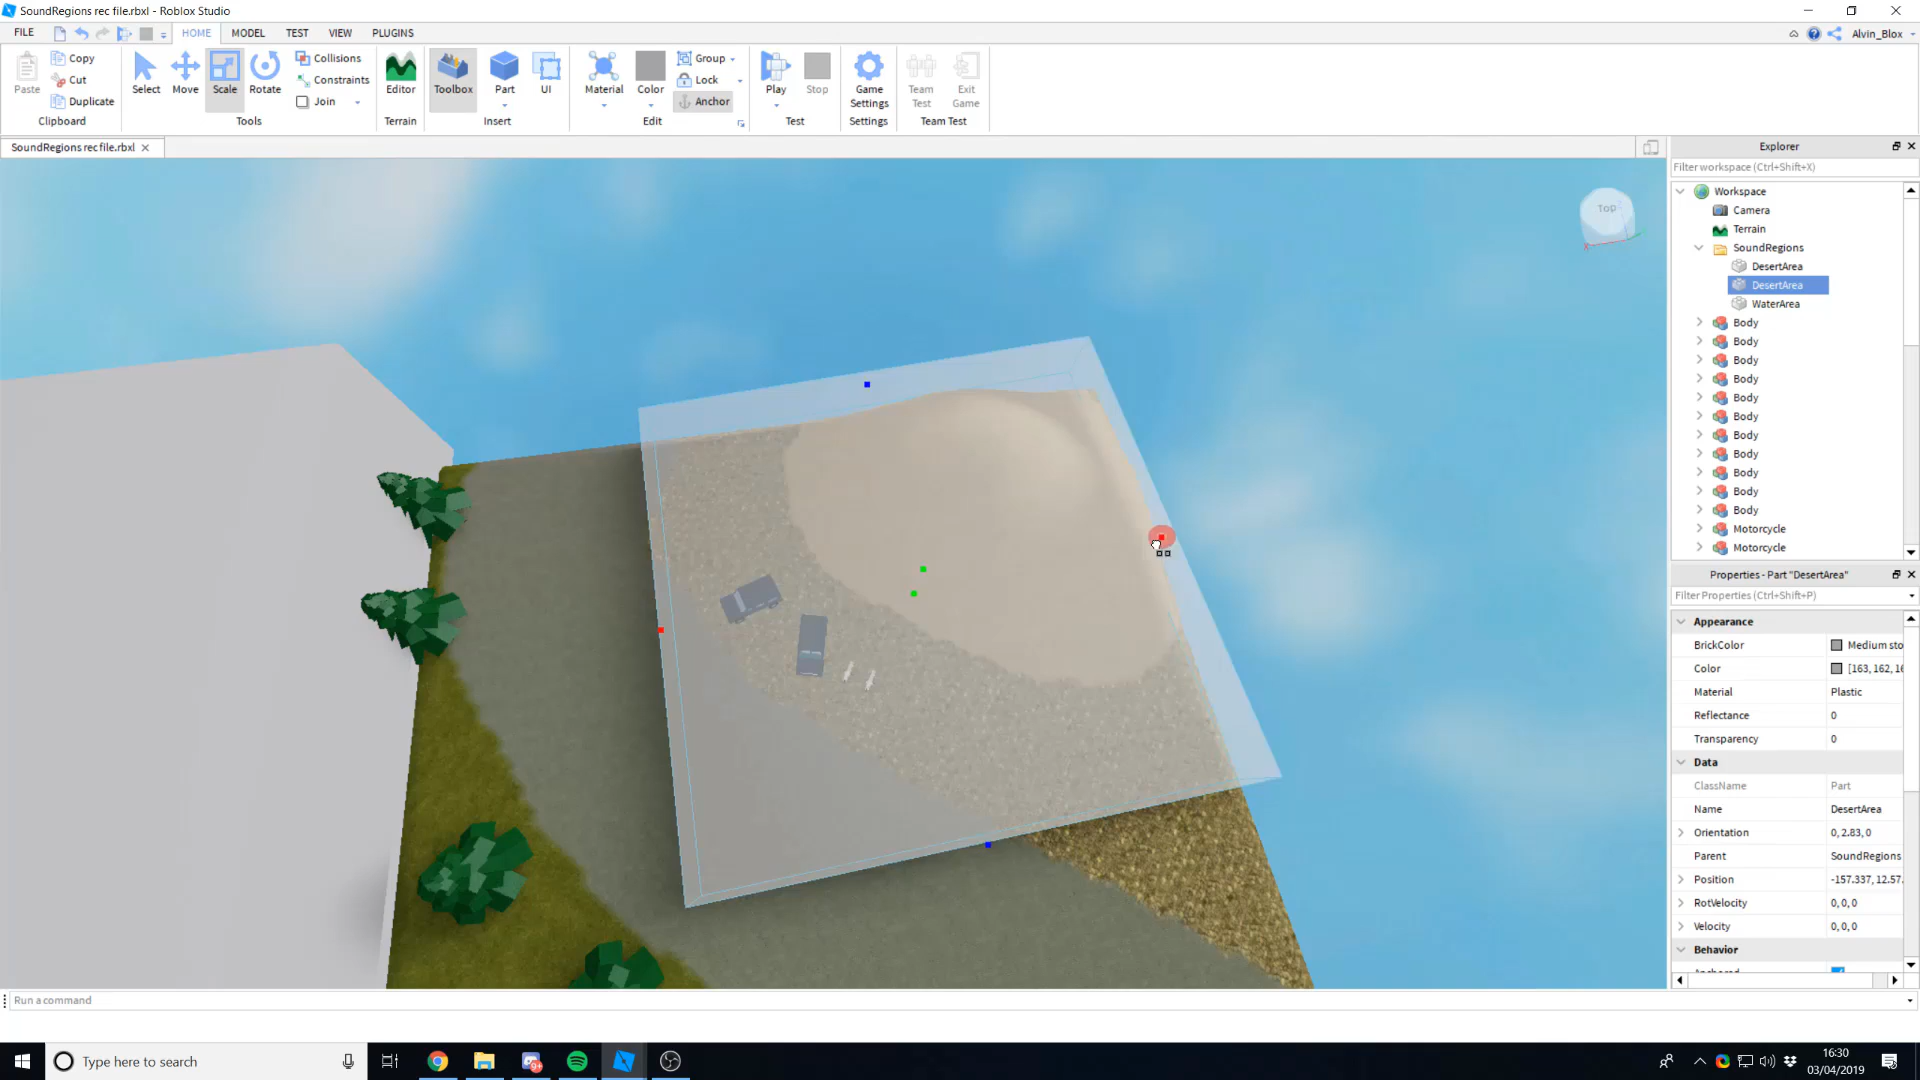 SoundRegions rec file.rbxl - Roblox Studio
FILE
HOME
MODEL
TEST
VIEW
PLUGINS
Alvin_Blox
Paste
Copy
Cut
Duplicate
Clipboard
Select
Move
Scale
Rotate
Collisions
Constraints
Join
Tools
Editor
Terrain
Toolbox
Part
UI
Insert
Material
Color
Group
Lock
Anchor
Edit
Play
Stop
Test
Game
Settings
Settings
Team
Test
Exit
Game
Team Test
SoundRegions rec file.rbxl
Top
X
Explorer
Filter workspace (Ctrl+Shift+X)
Workspace
Camera
Terrain
SoundRegions
DesertArea
DesertArea
WaterArea
Body
Body
Body
Body
Body
Body
Body
Body
Body
Body
Body
Motorcycle
Motorcycle
Properties - Part "DesertArea"
Filter Properties (Ctrl+Shift+P)
Appearance
BrickColor Medium sto
Color [163, 162, 16
Material Plastic
Reflectance 0
Transparency 0
Data
ClassName Part
Name DesertArea
Orientation 0, 2.83, 0
Parent SoundRegions
Position -157.337, 12.57.
RotVelocity 0, 0, 0
Velocity 0, 0, 0
Behavior
Anchored
Run a command
Type here to search
16:30
03/04/2019